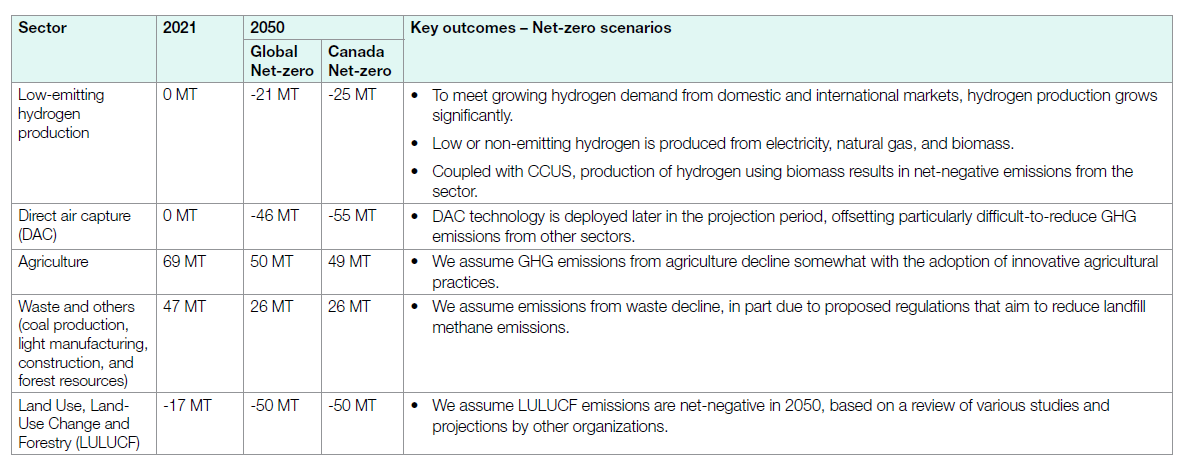 Sector 2021 2050 Key outcomes – Net-zero scenarios
Global Net-zero
Canada Net-zero
Low-emitting hydrogen production
0 MT
-21 MT
-25 MT
• To meet growing hydrogen demand from domestic and international markets, hydrogen production grows
significantly.
• Low or non-emitting hydrogen is produced from electricity, natural gas, and biomass.
• Coupled with CCUS, production of hydrogen using biomass results in net-negative emissions from the
sector.
Direct air capture
(DAC)
0 MT
-46 MT
-55 MT
• DAC technology is deployed later in the projection period, offsetting particularly difficult-to-reduce GHG
emissions from other sectors.
Agriculture
69 MT
50 MT
49 MT
• We assume GHG emissions from agriculture decline somewhat with the adoption of innovative agricultural
practices.
Waste and others
(coal production,
light manufacturing,
construction, and
forest resources)
47 MT
26 MT
26 MT
• We assume emissions from waste decline, in part due to proposed regulations that aim to reduce landfill
methane emissions.
Land Use, Land-
Use Change and
Forestry (LULUCF)
-17 MT
-50 MT
-50 MT
• We assume LULUCF emissions are net-negative in 2050, based on a review of various studies and
projections by other organizations.